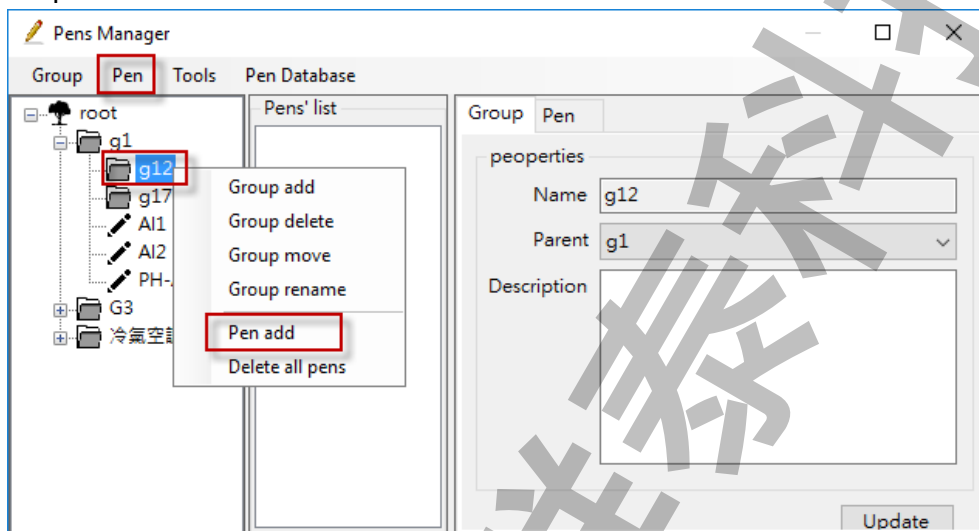 Pens Manager
Group Pen Tools Pen Database
root
g1
g12
g17
AI1
AI2
PH-
G3
冷氣空
Pens' list
Group add
Group delete
Group move
Group rename
Pen add
Delete all pens
Group Pen
peoperties
Name g12
Parent g1
Description
Update